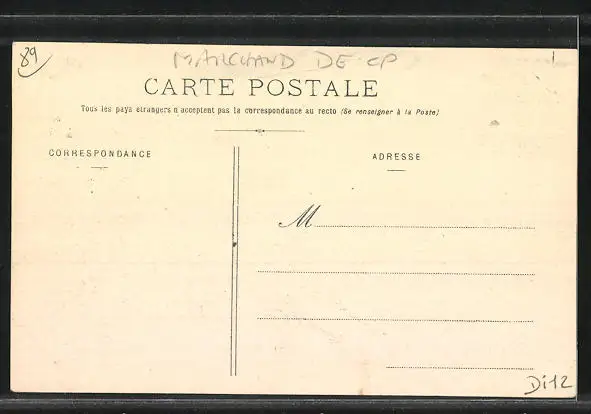 89
MARCHAND DE CP
CARTE POSTALE
Tous les pays étrangers n'acceptent pas la correspondance au recto (Se renseigner à la Poste)
CORRESPONDANCE
ADRESSE
M
Di12